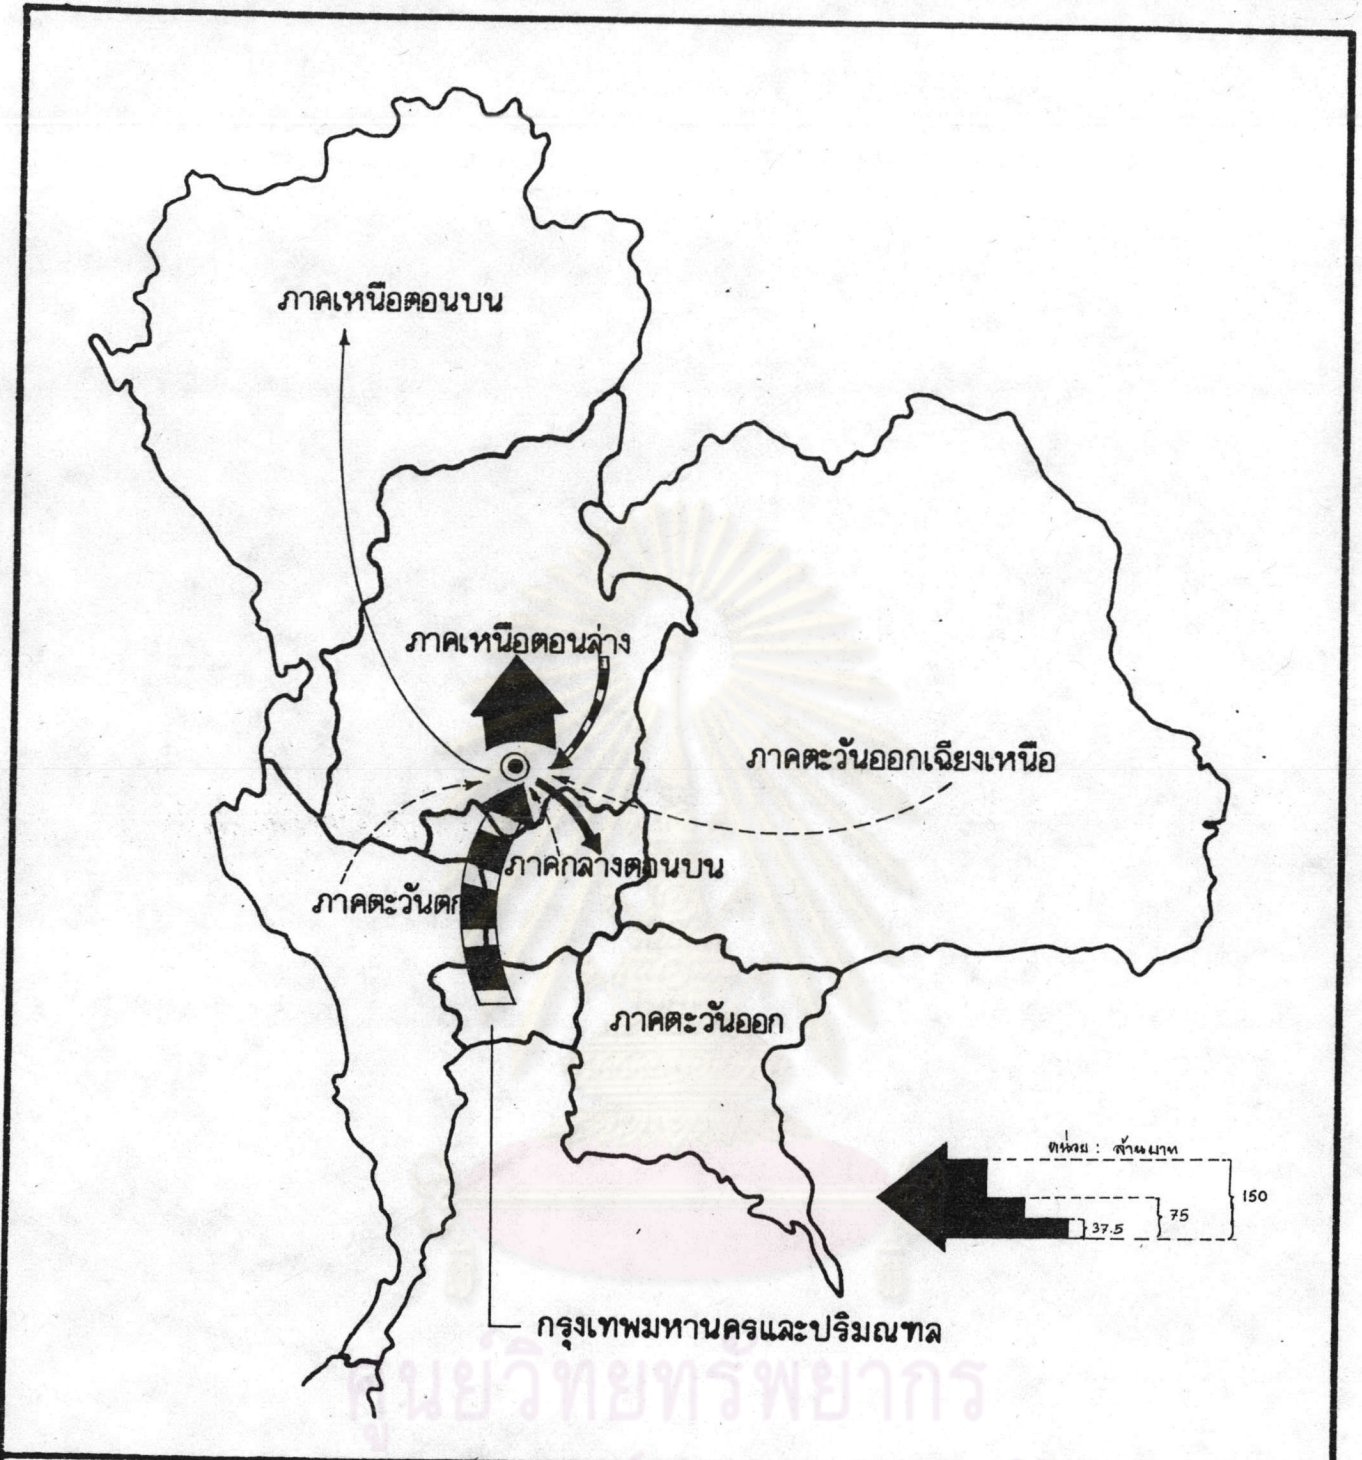 ภาคเหนือตอนบน
ภาคเหนือตอนล่าง
ภาคตะวันออกเฉียงเหนือ
ภาคกลางตอนบน
ภาคตะวันตก
ภาคตะวันออก
หน่วย : ล้านบาท
150
75
37.5
กรุงเทพมหานครและปริมณฑล
ศูนย์วิทยทรัพยากร